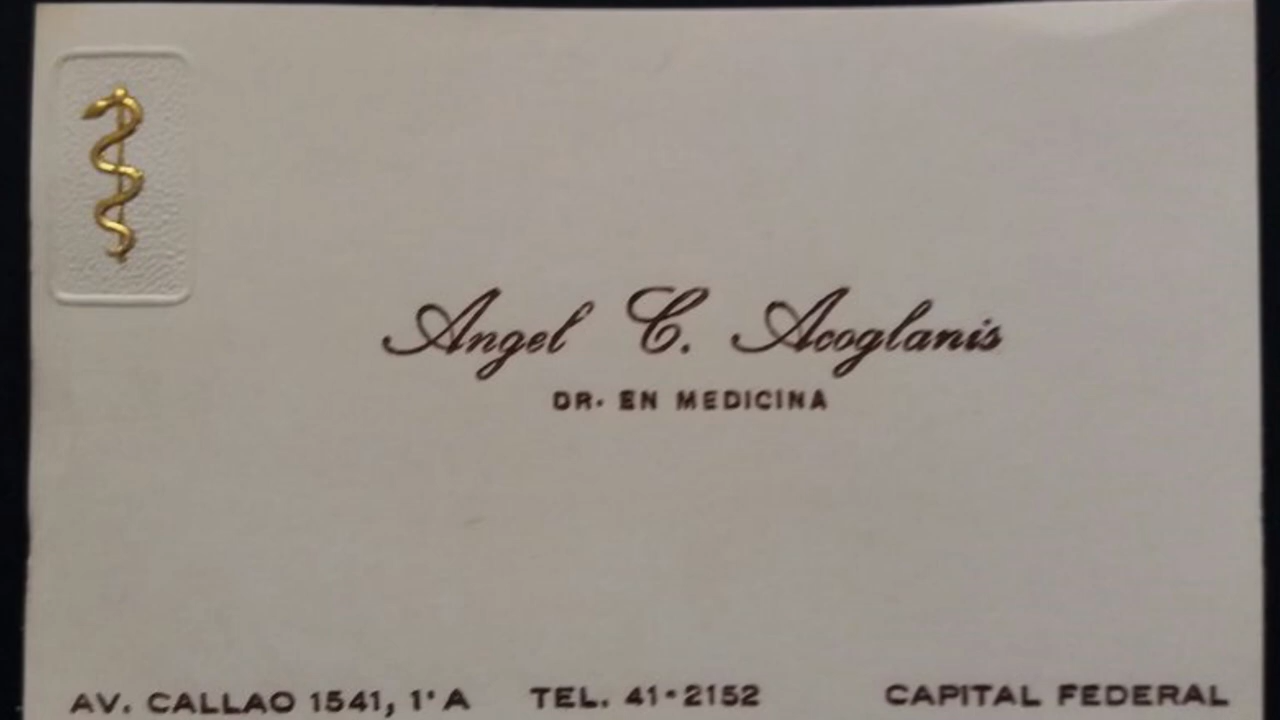 Angel C. Acoglanis
DR. EN MEDICINA
AV. CALLAO 1541, 1° A TEL. 41-2152 CAPITAL FEDERAL